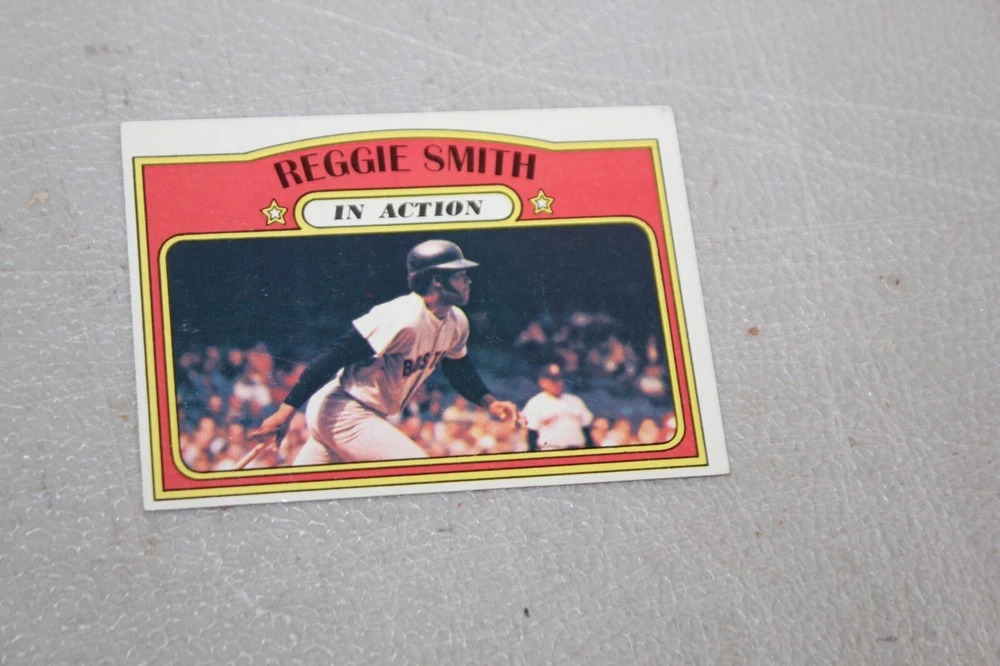 REGGIE SMITH
IN ACTION